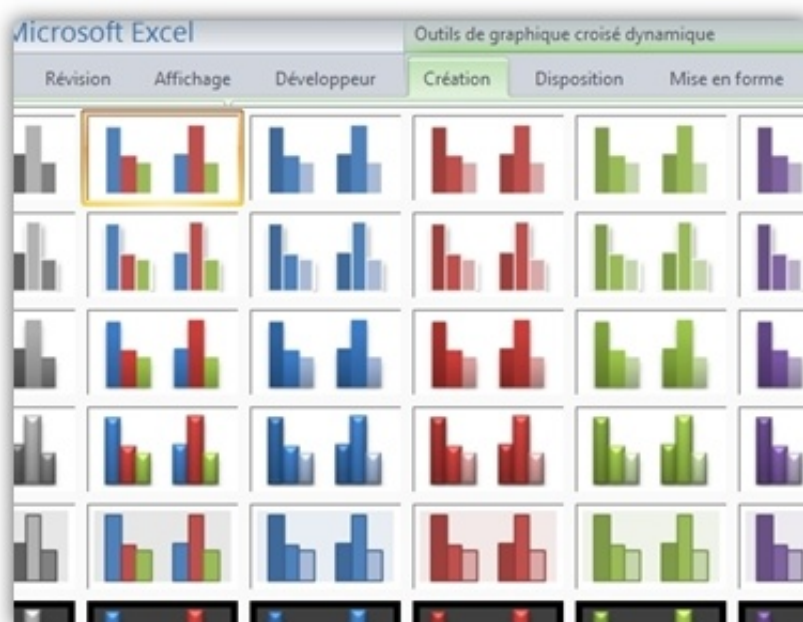 Microsoft Excel
Outils de graphique croisé dynamique
Révision Affichage Développeur Création Disposition Mise en forme